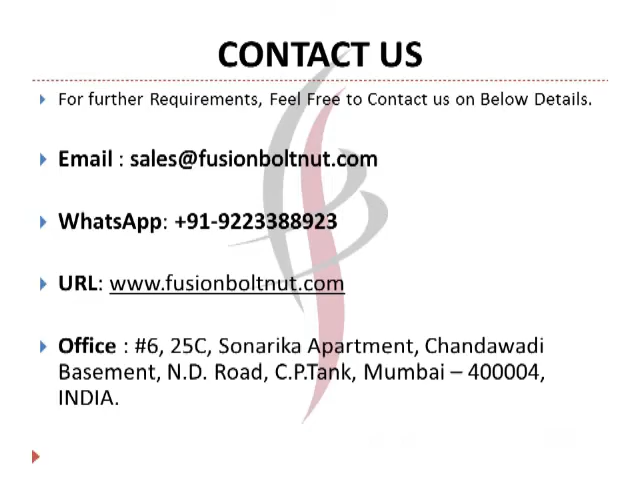 CONTACT US
For further Requirements, Feel Free to Contact us on Below Details.
Email : sales@fusionboltnut.com
WhatsApp: +91-9223388923
URL: www.fusionboltnut.com
Office : #6, 25C, Sonarika Apartment, Chandawadi
Basement, N.D. Road, C.P.Tank, Mumbai – 400004,
INDIA.